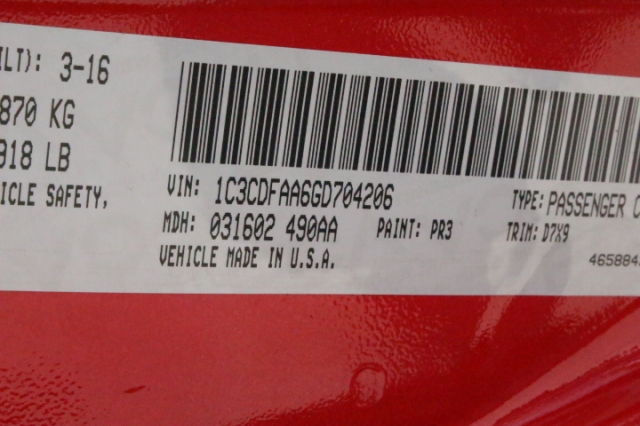 ILT): 3-16
870 KG
918 LB
ICLE SAFETY,
VIN: 1C3CDFAA6GD704206
TYPE: PASSENGER C
MDH: 031602 490AA PAINT: PR3 TRIM: D7X9
VEHICLE MADE IN U.S.A.
465884